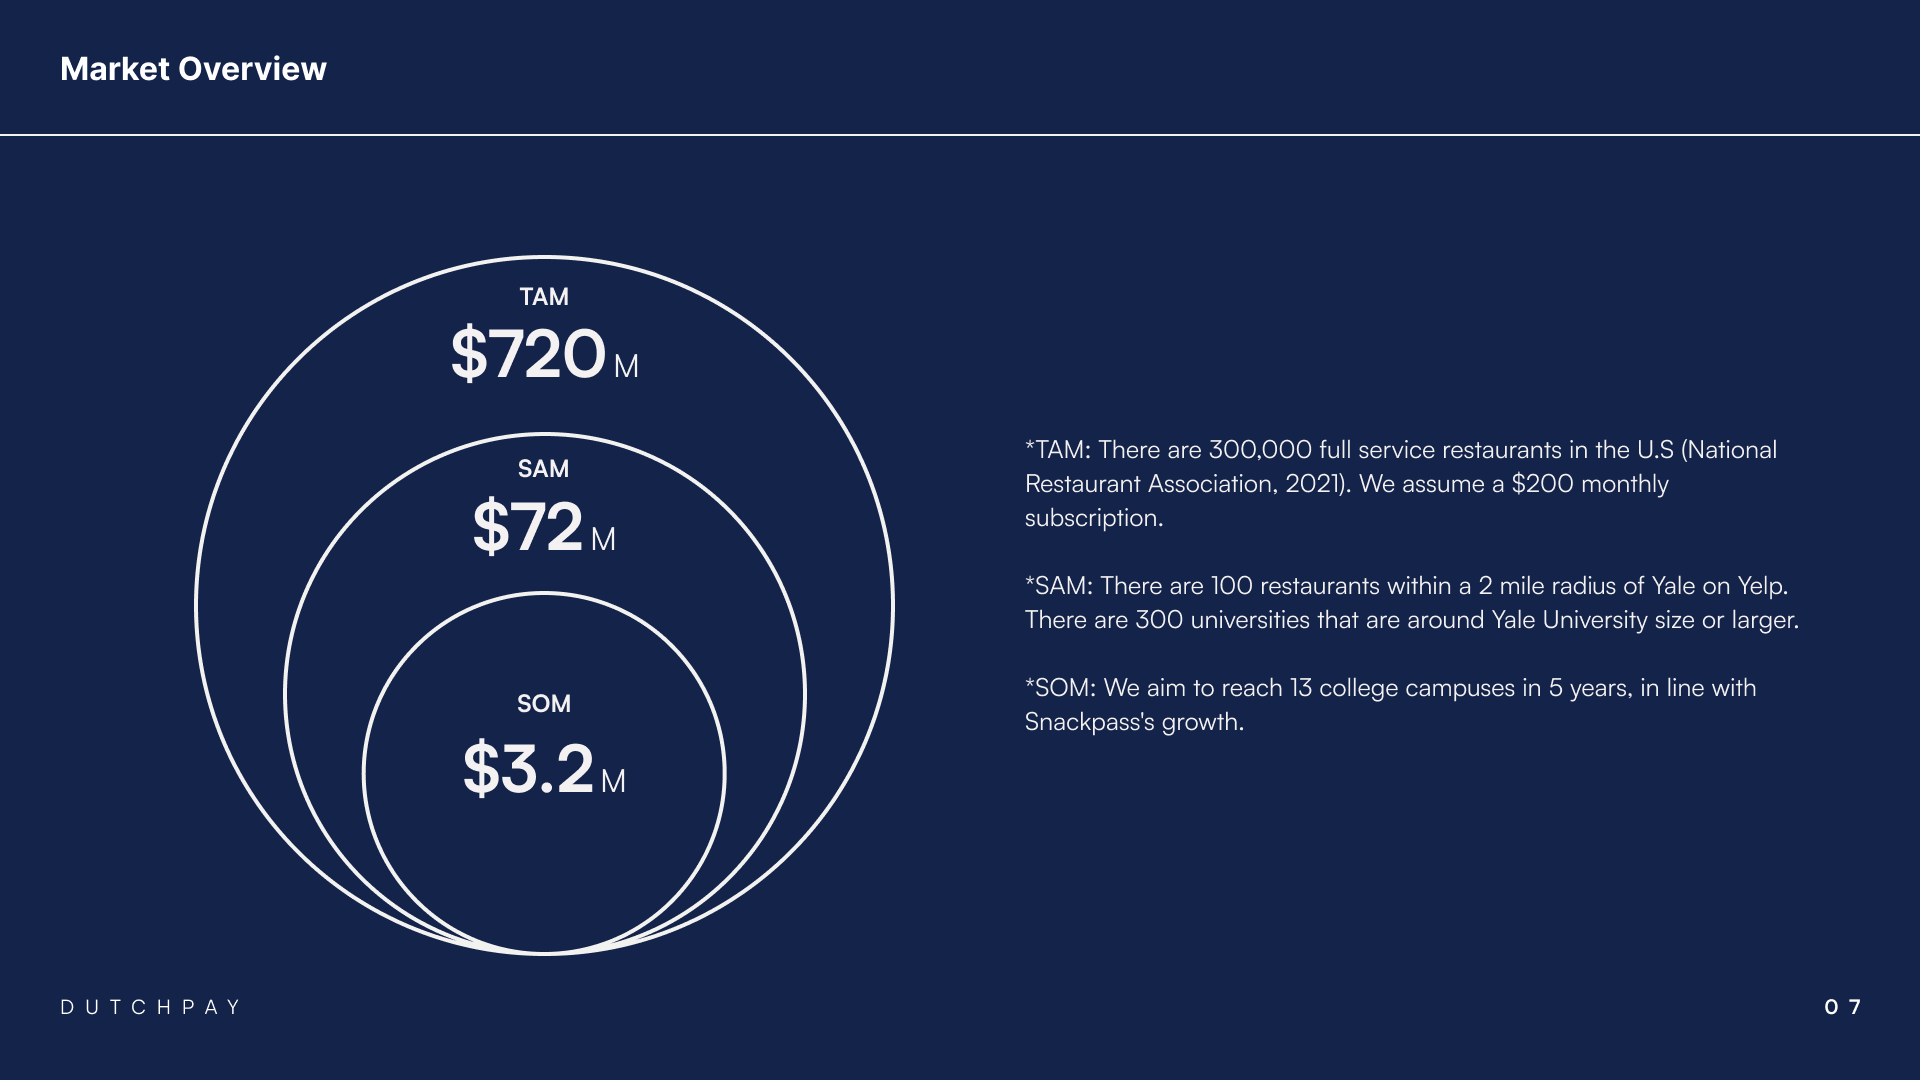 Market Overview
TAM
$720 M
SAM
$72 M
SOM
$3.2 M
*TAM: There are 300,000 full service restaurants in the U.S (National
Restaurant Association, 2021). We assume a $200 monthly
subscription.
*SAM: There are 100 restaurants within a 2 mile radius of Yale on Yelp.
There are 300 universities that are around Yale University size or larger.
*SOM: We aim to reach 13 college campuses in 5 years, in line with
Snackpass's growth.
DUTCHPAY
07